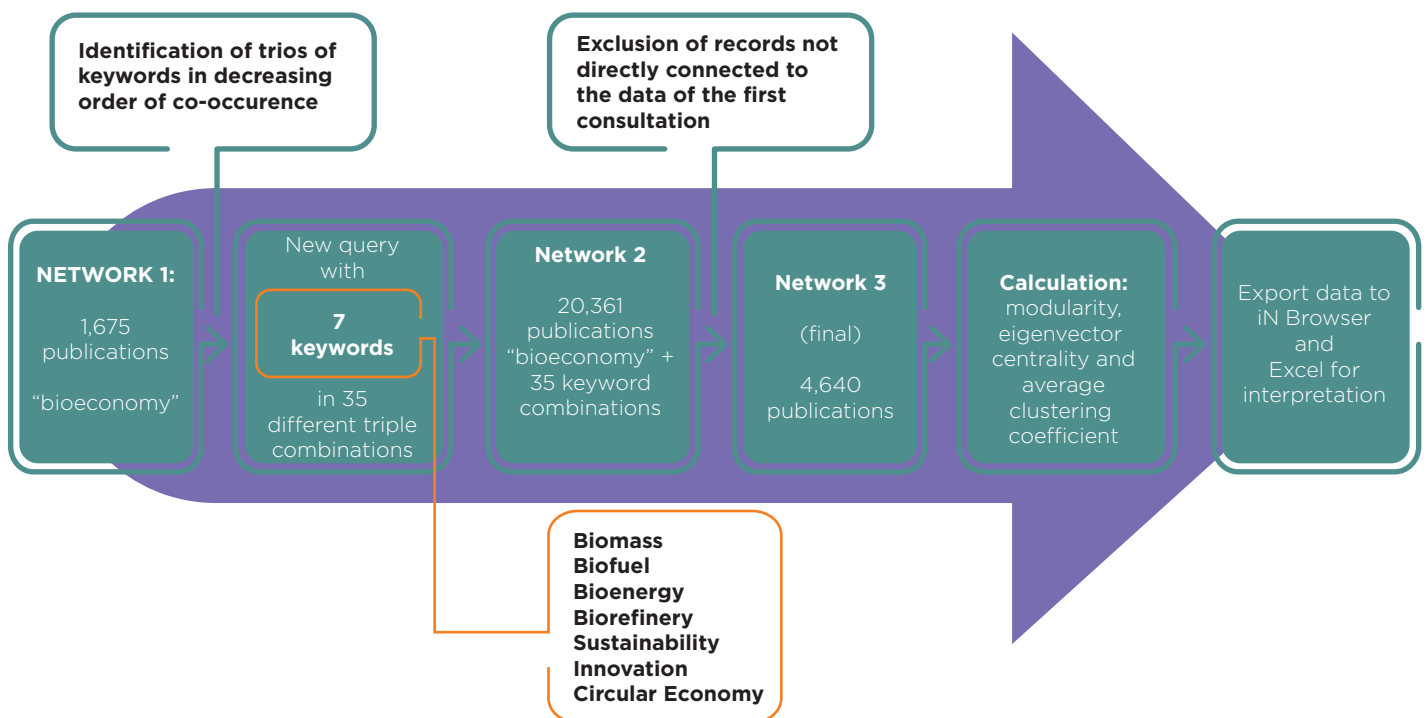 Identification of trios of
keywords in decreasing
order of co-occurence
Exclusion of records not
directly connected to
the data of the first
consultation
NETWORK 1:
1,675
publications
“bioeconomy”
New query
with
7
keywords
in 35
different triple
combinations
Network 2
20,361
publications
“bioeconomy” +
35 keyword
combinations
Network 3
(final)
4,640
publications
Calculation:
modularity,
eigenvector
centrality and
average
clustering
coefficient
Export data to
iN Browser
and
Excel for
interpretation
Biomass
Biofuel
Bioenergy
Biorefinery
Sustainability
Innovation
Circular Economy